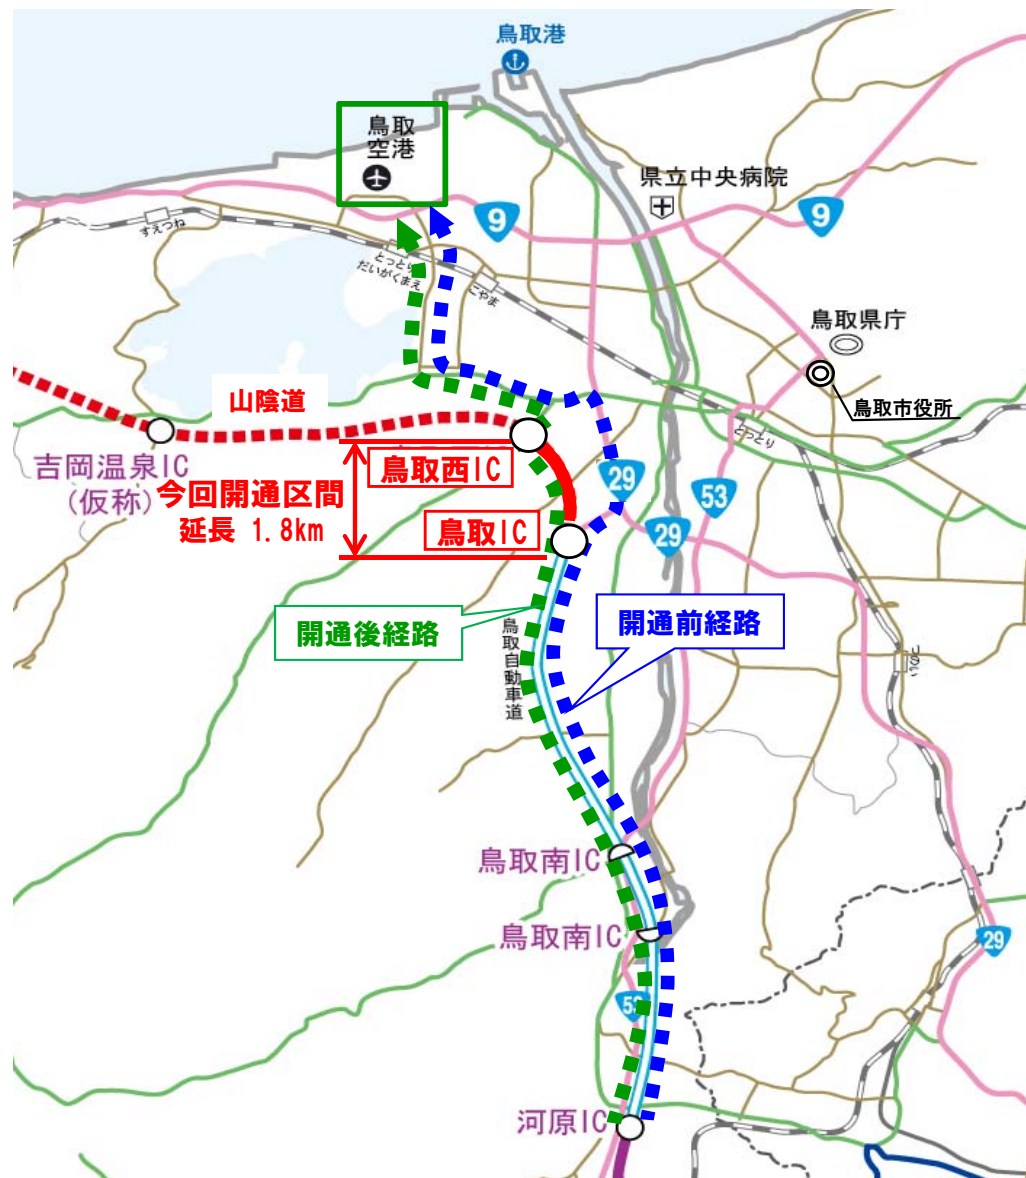 鳥取港
鳥取
空港
県立中央病院
9
9
すえつね
とっとり
だいがくまえ
こやま
鳥取県庁
鳥取市役所
とっとり
山陰道
吉岡温泉IC
(仮称)
今回開通区間
延長 1.8km
鳥取西IC
鳥取IC
29
53
29
開通後経路
開通前経路
鳥取自動車道
つのい
鳥取南IC
鳥取南IC
29
53
河原IC